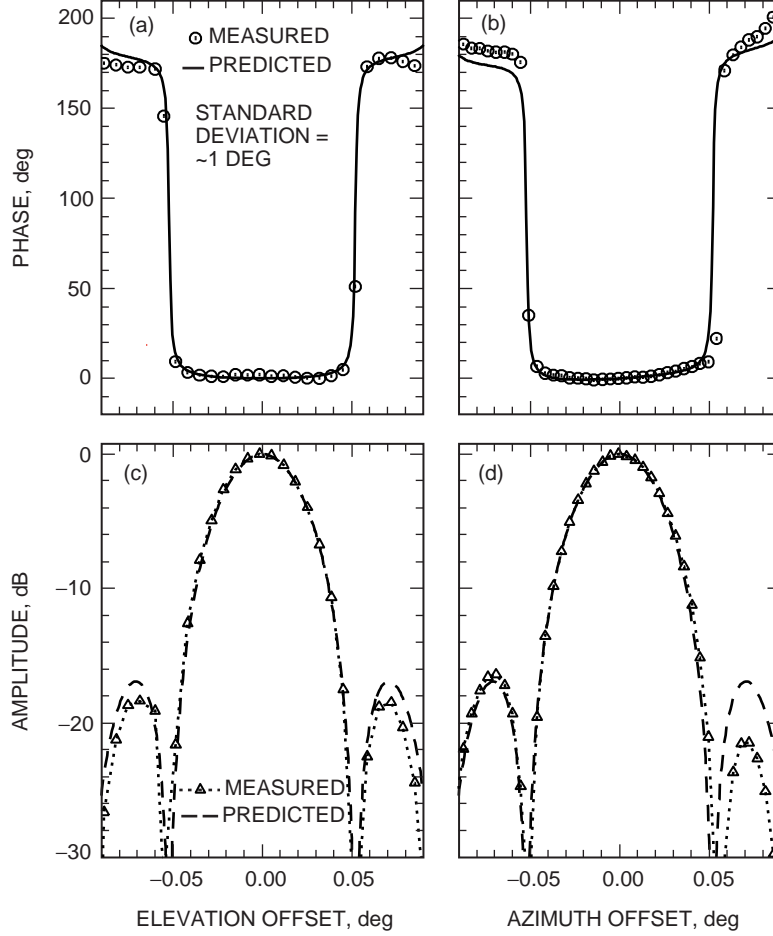 (a)
MEASURED
PREDICTED
STANDARD
DEVIATION =
~1 DEG
(b)
200
150
100
50
0
PHASE, deg
(c)
(d)
0
−10
−20
−30
AMPLITUDE, dB
MEASURED
PREDICTED
−0.05 0.00 0.05
−0.05 0.00 0.05
ELEVATION OFFSET, deg
AZIMUTH OFFSET, deg